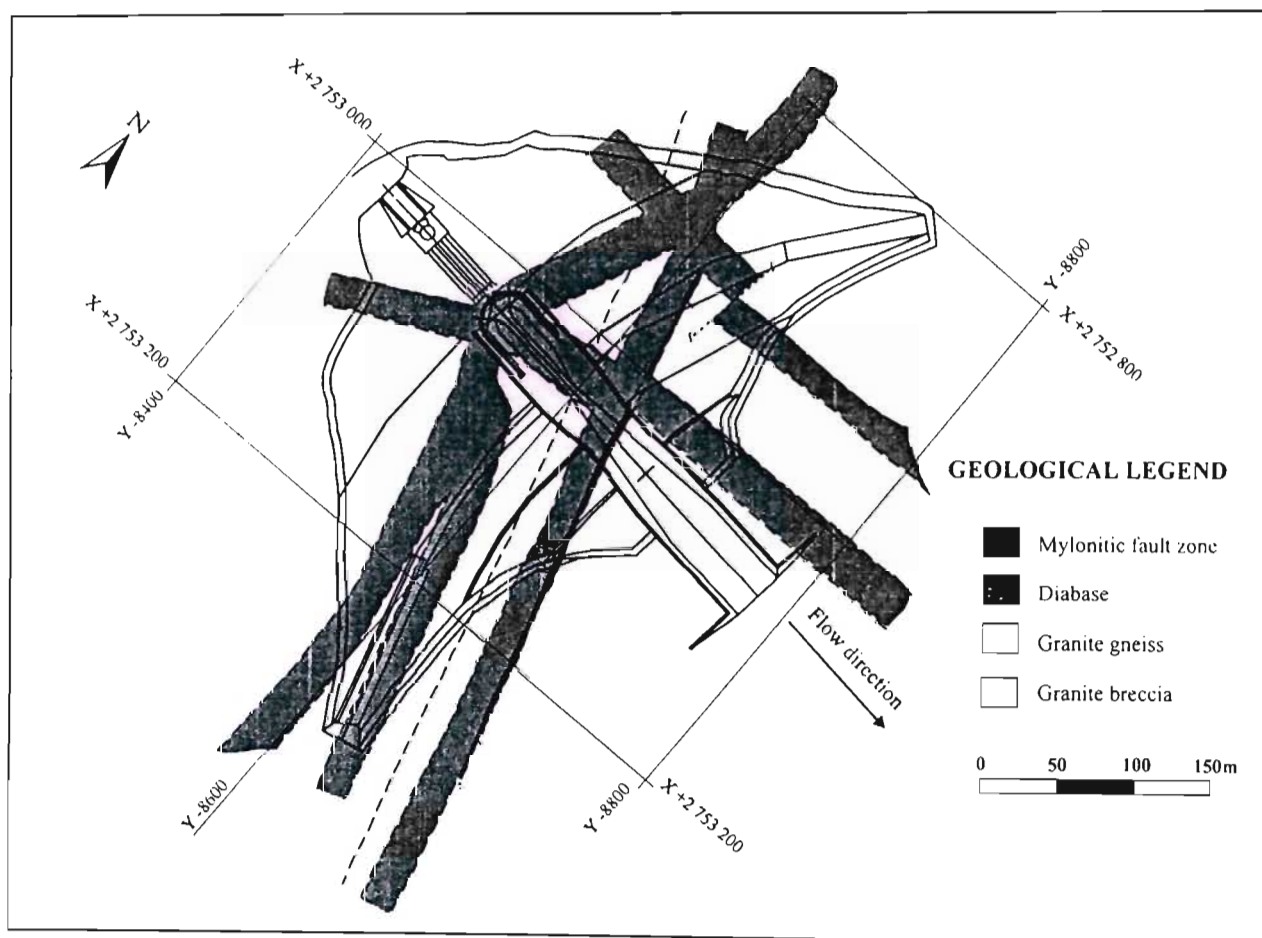 N
X +2 753 000
X +2 753 200
Y -8400
Y -8800
X +2 752 800
GEOLOGICAL LEGEND
Mylonitic fault zone
Diabase
Granite gneiss
Granite breccia
Flow direction
0 50 100 150m
Y -8600
Y -8800
X +2 753 200